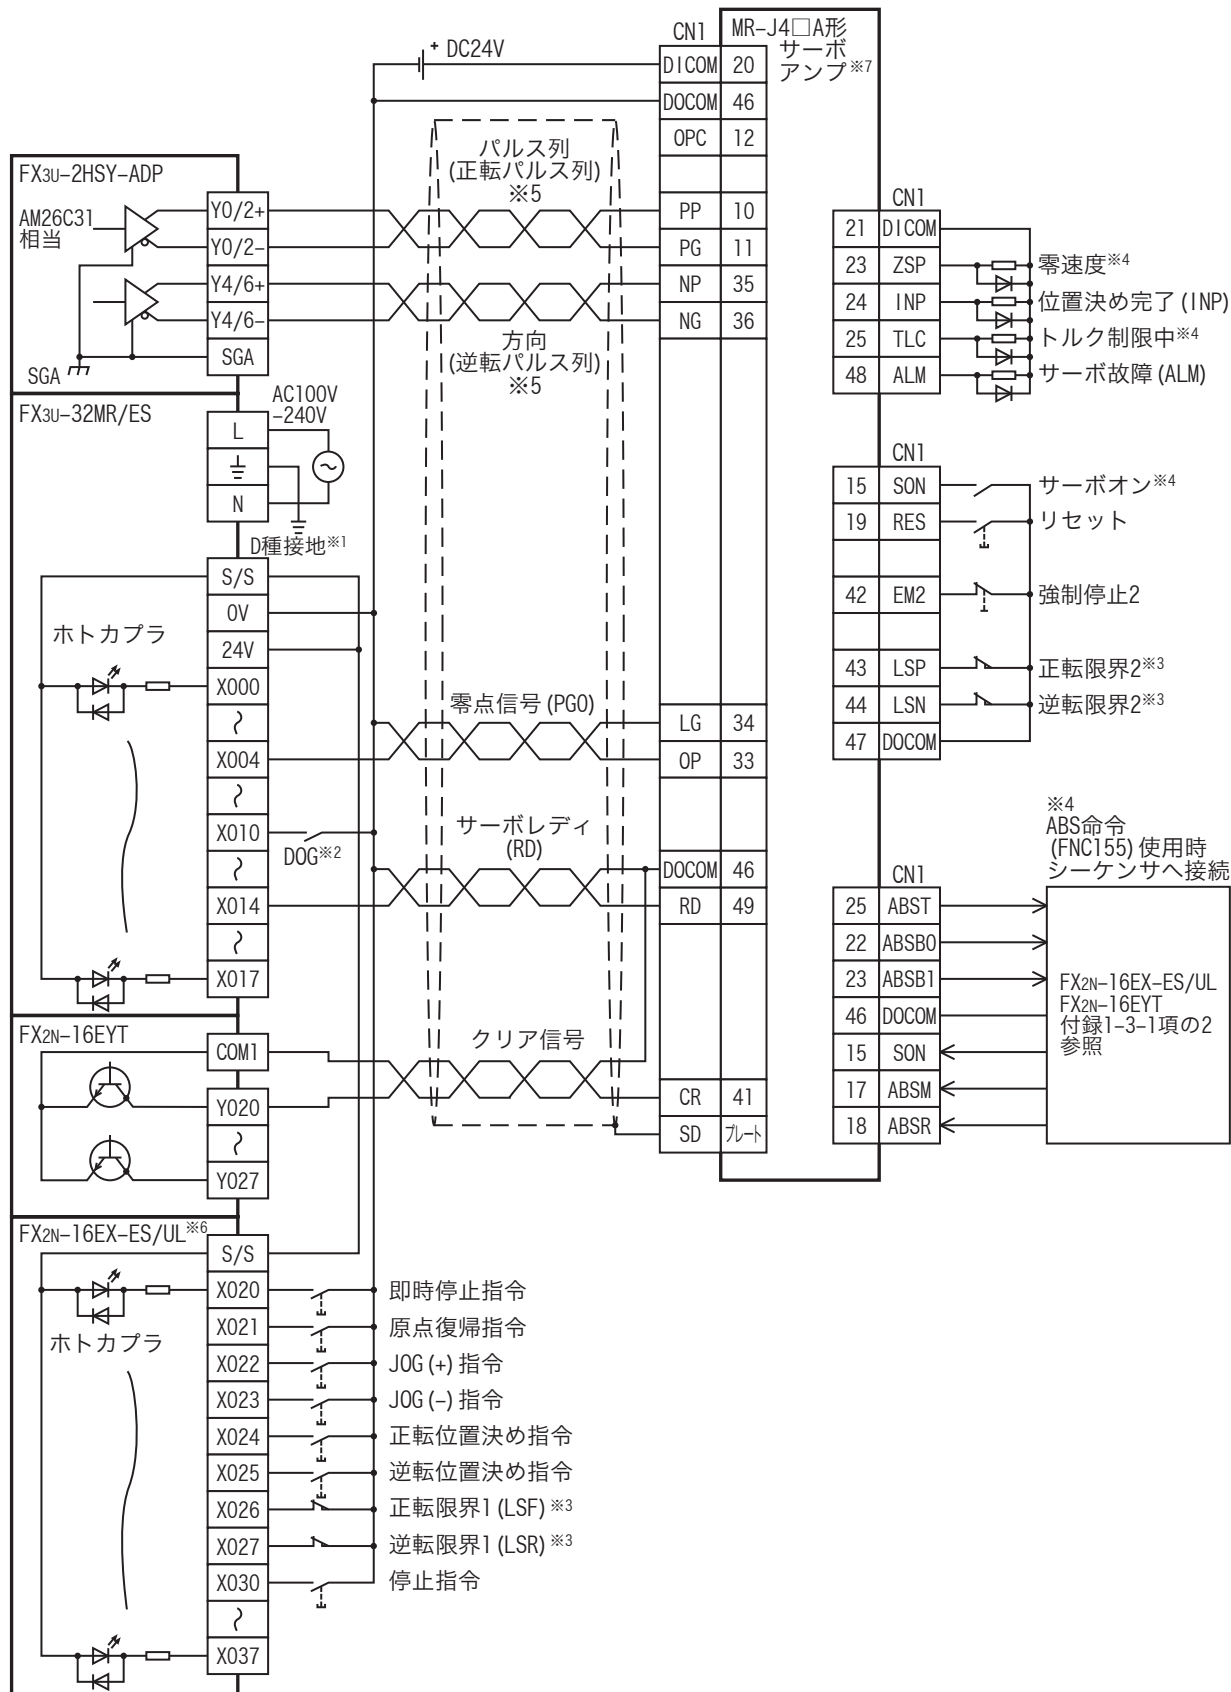 CN1
MR-J4□A形
サーボ
アンプ※7
+ DC24V
DICOM 20
DOCOM 46
OPC 12
パルス列
(正転パルス列)
※5
FX3U-2HSY-ADP
AM26C31
相当
Y0/2+
Y0/2-
Y4/6+
Y4/6-
SGA
SGA
PP 10
PG 11
NP 35
NG 36
方向
(逆転パルス列)
※5
CN1
21 DICOM
23 ZSP 零速度※4
24 INP 位置決め完了(INP)
25 TLC トルク制限中※4
48 ALM サーボ故障(ALM)
FX3U-32MR/ES
AC100V
-240V
L
N
D種接地※1
CN1
15 SON サーボオン※4
19 RES リセット
42 EM2 強制停止2
43 LSP 正転限界2※3
44 LSN 逆転限界2※3
47 DOCOM
S/S
0V
24V
ホトカプラ
X000
X004
X010
DOG※2
X014
X017
零点信号(PG0)
LG 34
OP 33
サーボレディ
(RD)
DOCOM 46
RD 49
※4
ABS命令
(FNC155)使用時
シーケンサへ接続
CN1
25 ABST
22 ABSB0
23 ABSB1
46 DOCOM
15 SON
17 ABSM
18 ABSR
FX2N-16EX-ES/UL
FX2N-16EYT
付録1-3-1項の2
参照
FX2N-16EYT
COM1
Y020
Y027
クリア信号
CR 41
SD プレート
FX2N-16EX-ES/UL※6
S/S
ホトカプラ
X020 即時停止指令
X021 原点復帰指令
X022 JOG(+)指令
X023 JOG(-)指令
X024 正転位置決め指令
X025 逆転位置決め指令
X026 正転限界1(LSF)※3
X027 逆転限界1(LSR)※3
X030 停止指令
X037